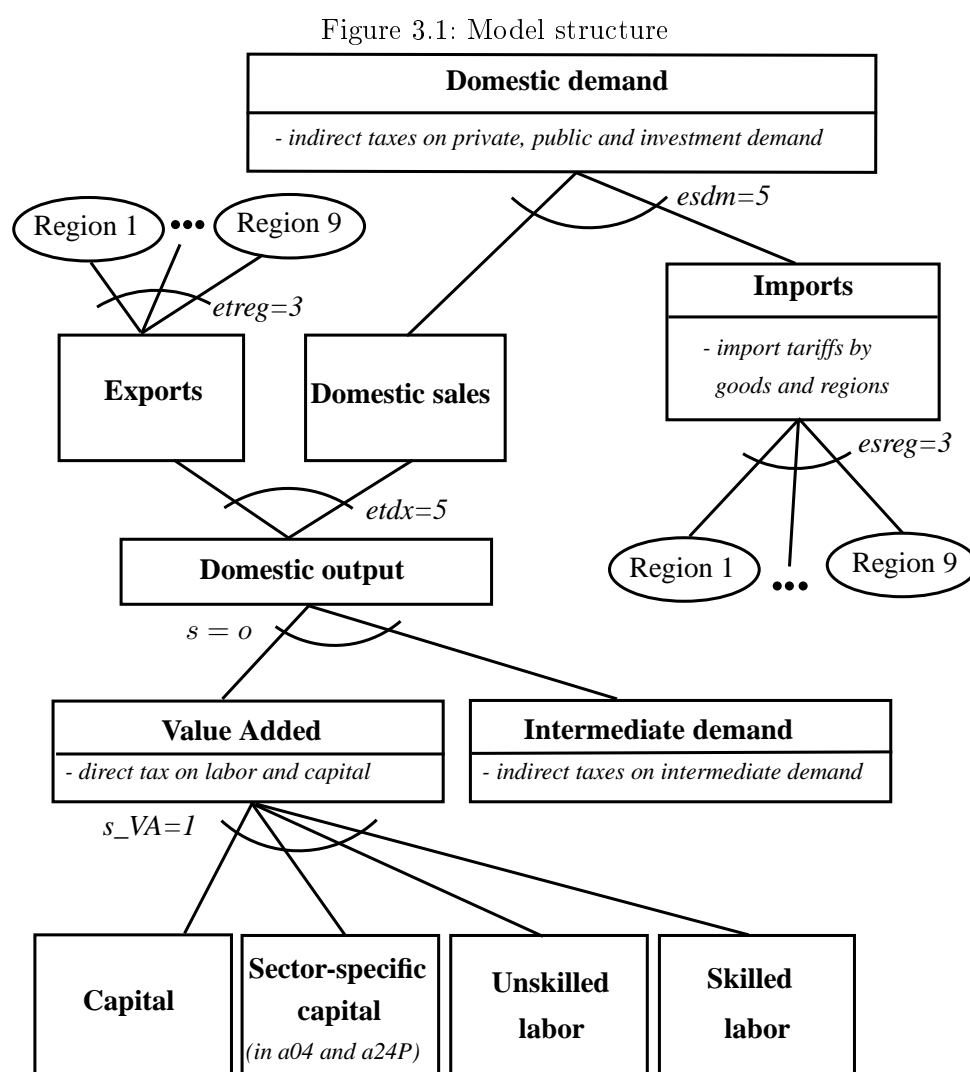 Figure 3.1: Model structure
Domestic demand
- indirect taxes on private, public and investment demand
esdm=5
Region 1
•••
Region 9
etreg=3
Imports
- import tariffs by
goods and regions
Exports
Domestic sales
esreg=3
etdx=5
Domestic output
Region 1
•••
Region 9
s = o
Value Added
- direct tax on labor and capital
Intermediate demand
- indirect taxes on intermediate demand
s_VA=1
Capital
Sector-specific
capital
(in a04 and a24P)
Unskilled
labor
Skilled
labor